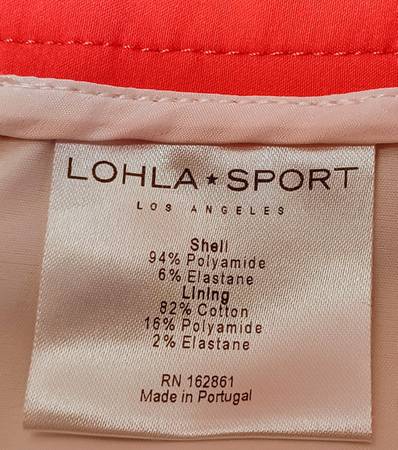 LOHLA★SPORT
LOS ANGELES
Shell
94% Polyamide
6% Elastane
Lining
82% Cotton
16% Polyamide
2% Elastane
RN 162861
Made in Portugal